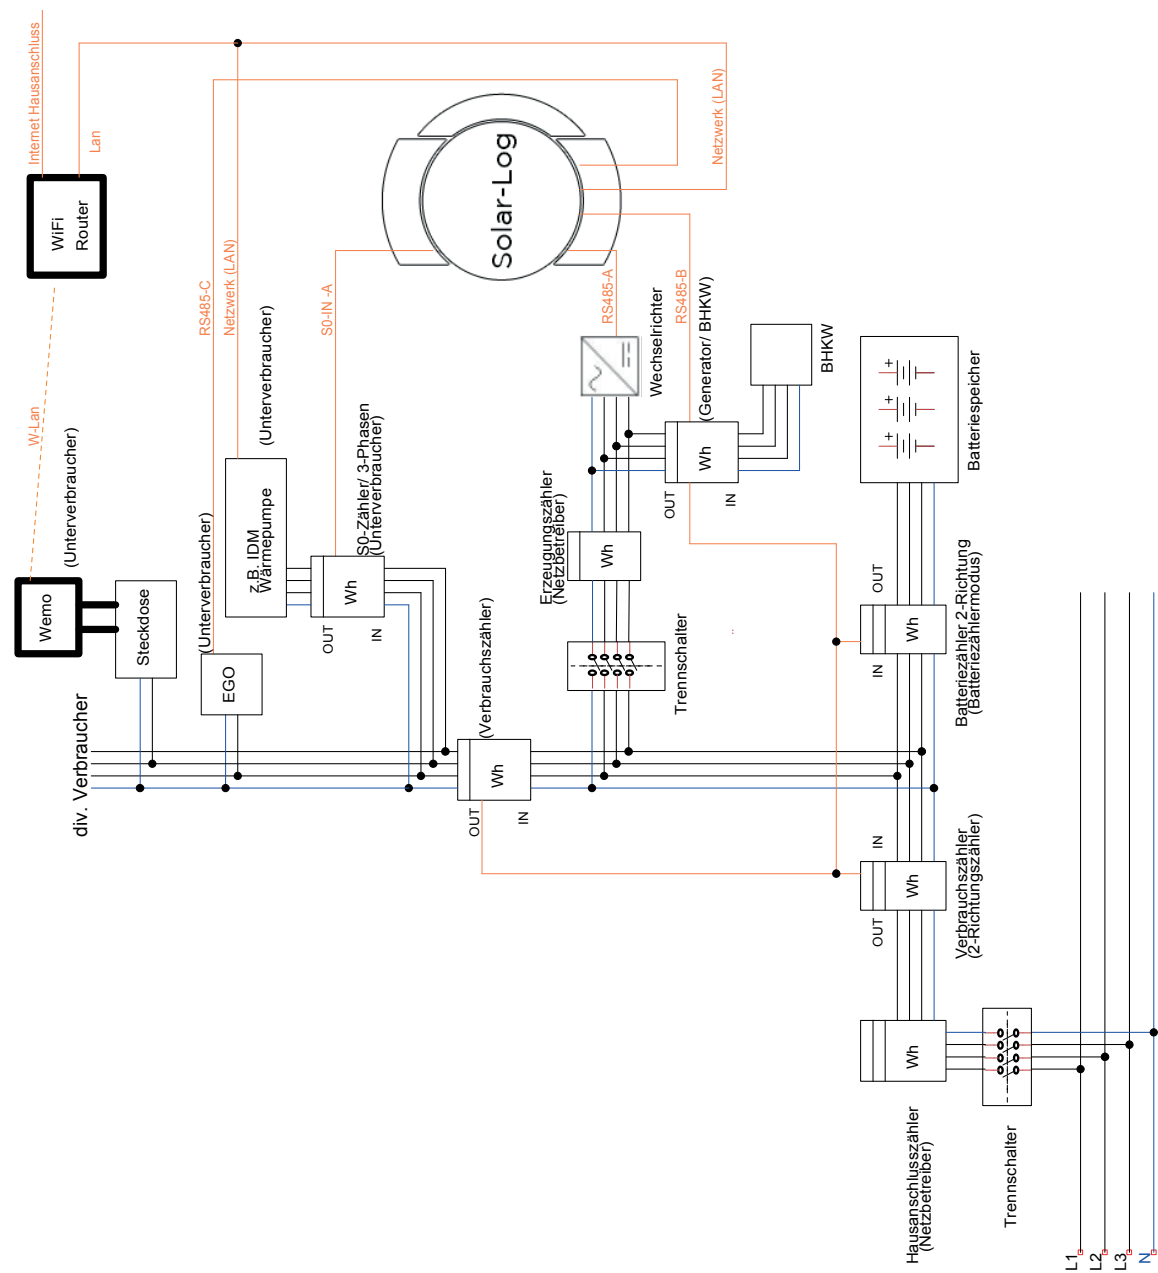 Internet Hausanschluss
Lan
WiFi
Router
W-Lan
Wemo
(Unterverbraucher)
Steckdose
div. Verbraucher
RS485-C
Netzwerk (LAN)
(Unterverbraucher)
EGO
(Unterverbraucher)
z.B. IDM
Wärmepumpe
S0-IN -A
S0-Zähler/ 3-Phasen
(Unterverbraucher)
Wh
OUT
IN
Solar-Log
Netzwerk (LAN)
RS485-A
RS485-B
Wechselrichter
(Generator/ BHKW)
BHKW
Wh
OUT
IN
Erzeugungszähler
(Netzbetreiber)
Wh
Trennschalter
(Verbrauchszähler)
Wh
OUT
IN
+
+
+
Batteriespeicher
OUT
IN
Wh
Batteriezähler 2-Richtung
(Batteriezählermodus)
IN
OUT
Wh
Verbrauchszähler
(2-Richtungszähler)
Wh
Hausanschlusszähler
(Netzbetreiber)
Trennschalter
L1
L2
L3
N